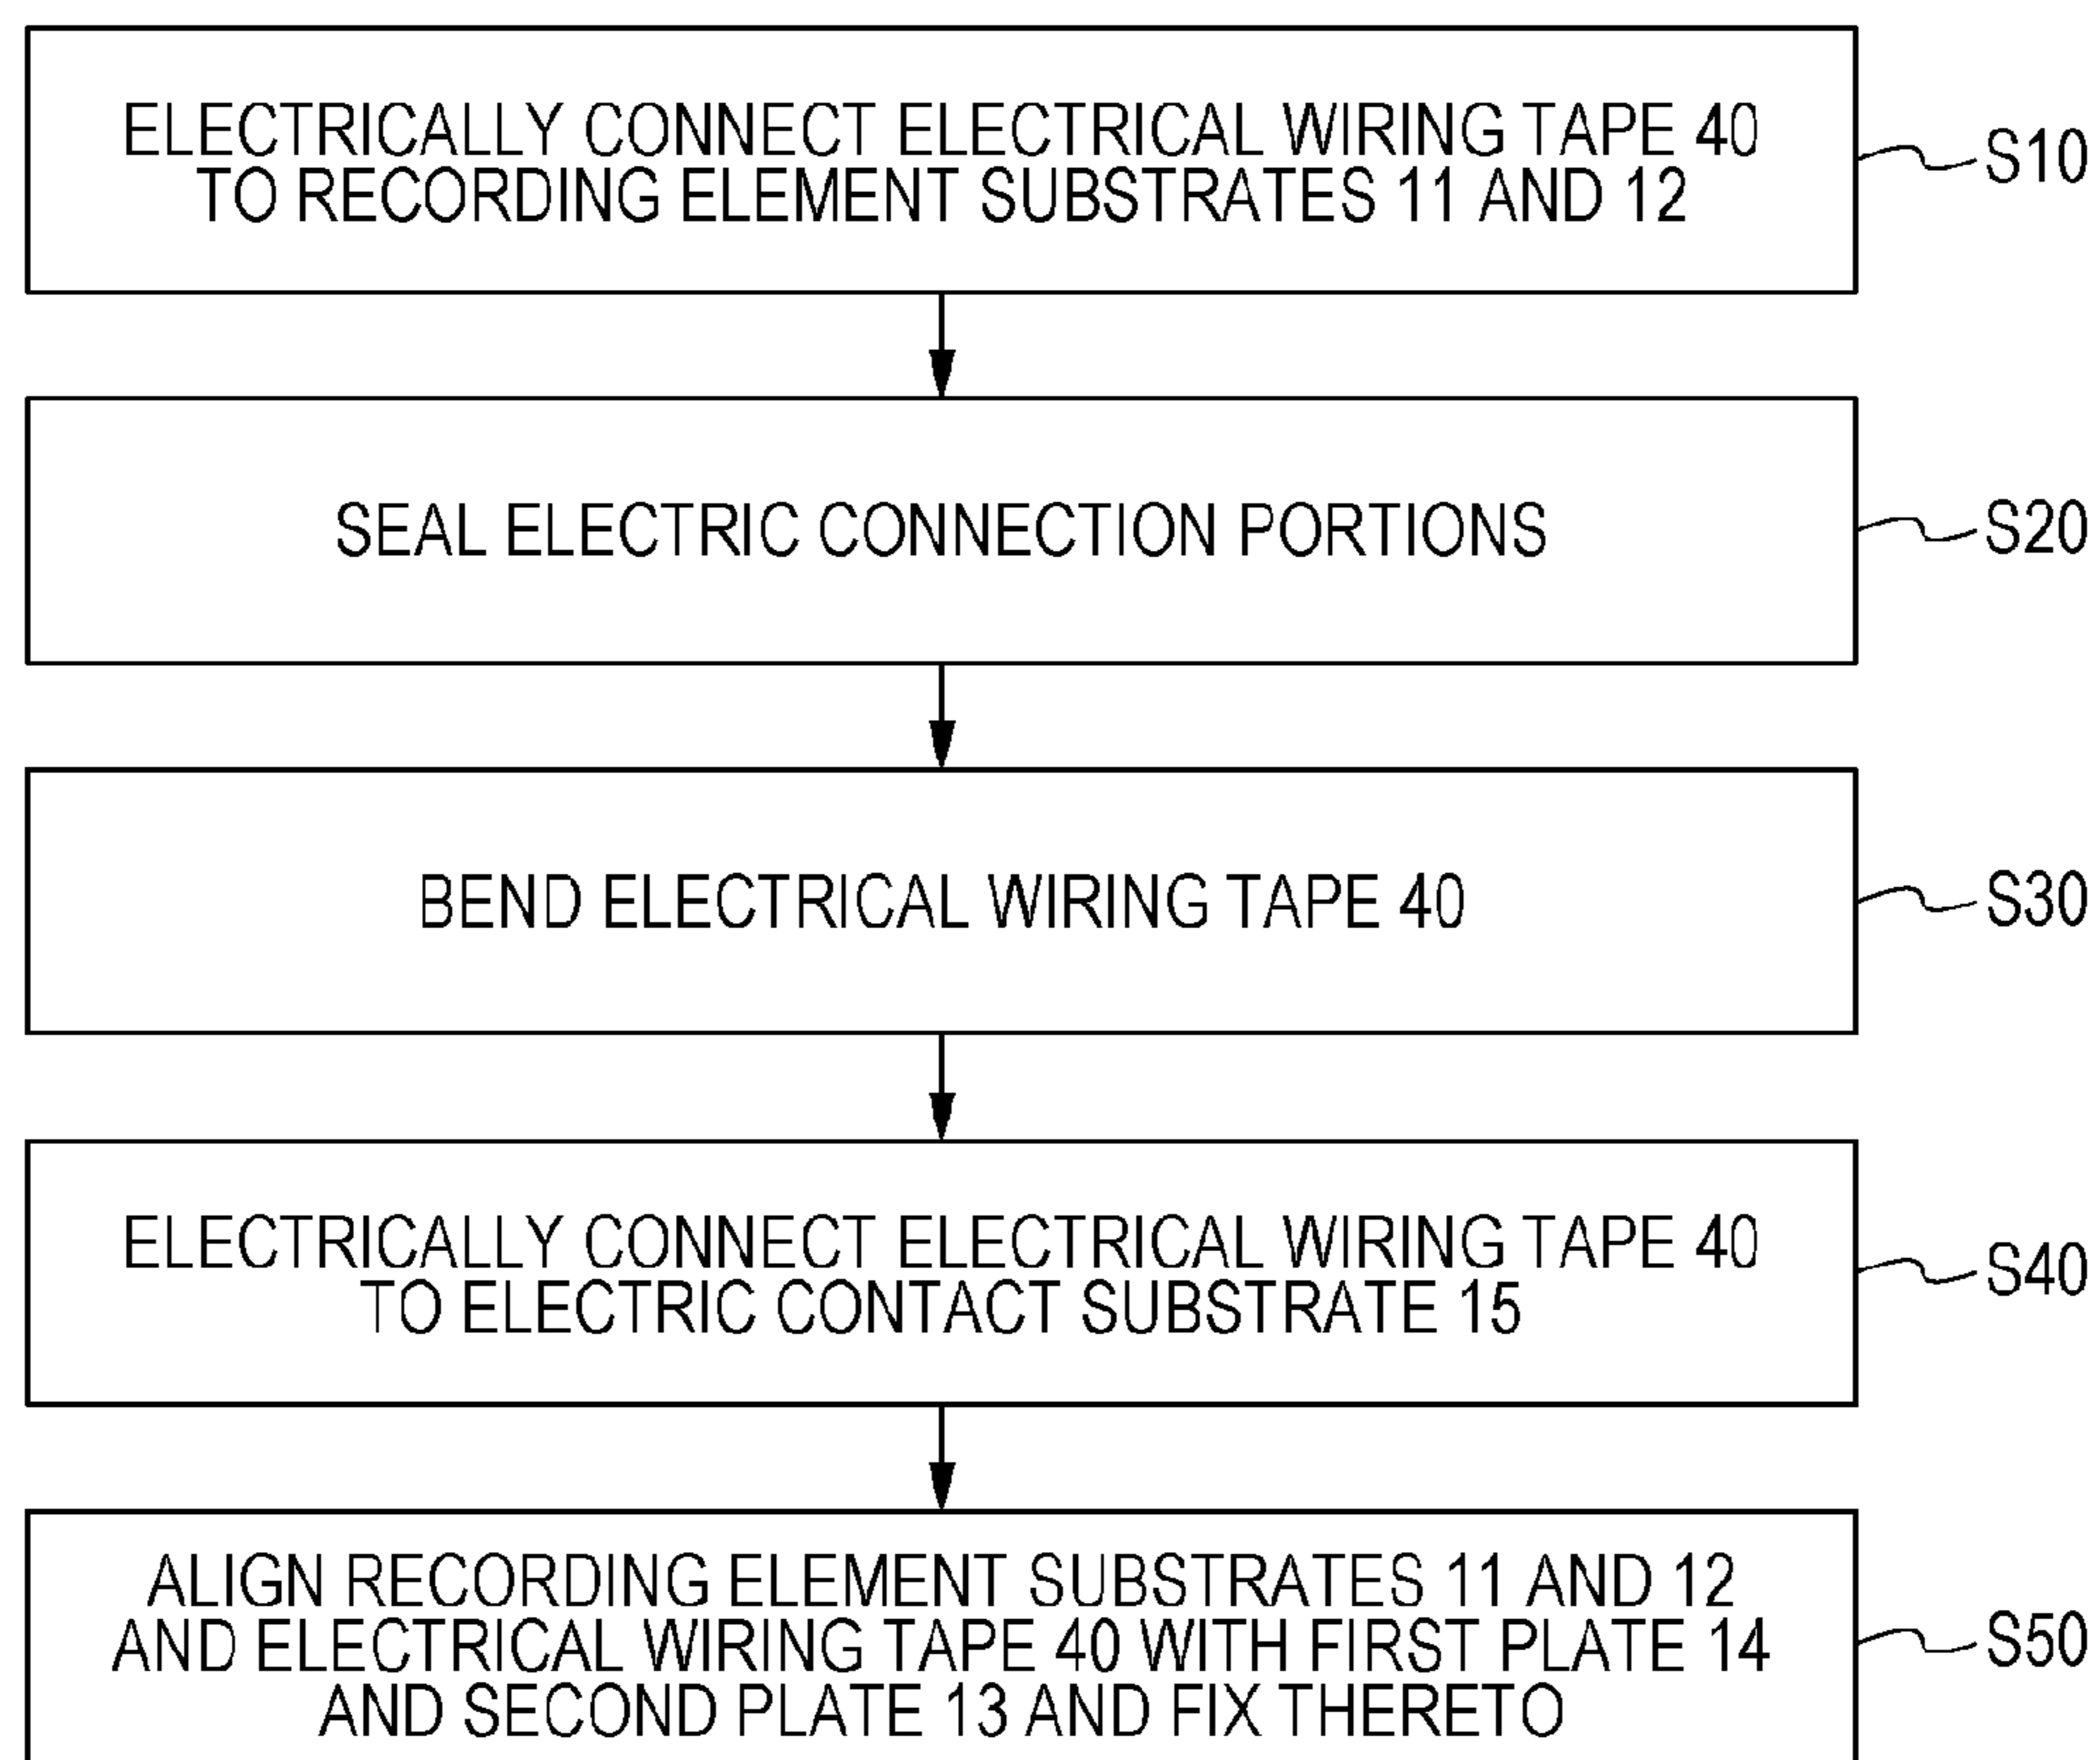 ELECTRICALLY CONNECT ELECTRICAL WIRING TAPE 40
TO RECORDING ELEMENT SUBSTRATES 11 AND 12
S10
SEAL ELECTRIC CONNECTION PORTIONS
S20
BEND ELECTRICAL WIRING TAPE 40
S30
ELECTRICALLY CONNECT ELECTRICAL WIRING TAPE 40
TO ELECTRIC CONTACT SUBSTRATE 15
S40
ALIGN RECORDING ELEMENT SUBSTRATES 11 AND 12
AND ELECTRICAL WIRING TAPE 40 WITH FIRST PLATE 14
AND SECOND PLATE 13 AND FIX THERETO
S50